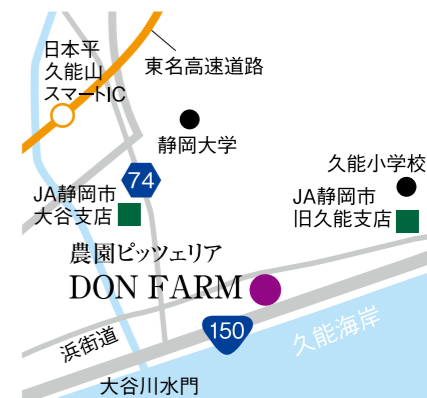 日本平
久能山
スマートIC
東名高速道路
静岡大学
久能小学校
74
JA静岡市
大谷支店
JA静岡市
旧久能支店
農園ピッツェリア
DON FARM
150
浜街道
久能海岸
大谷川水門